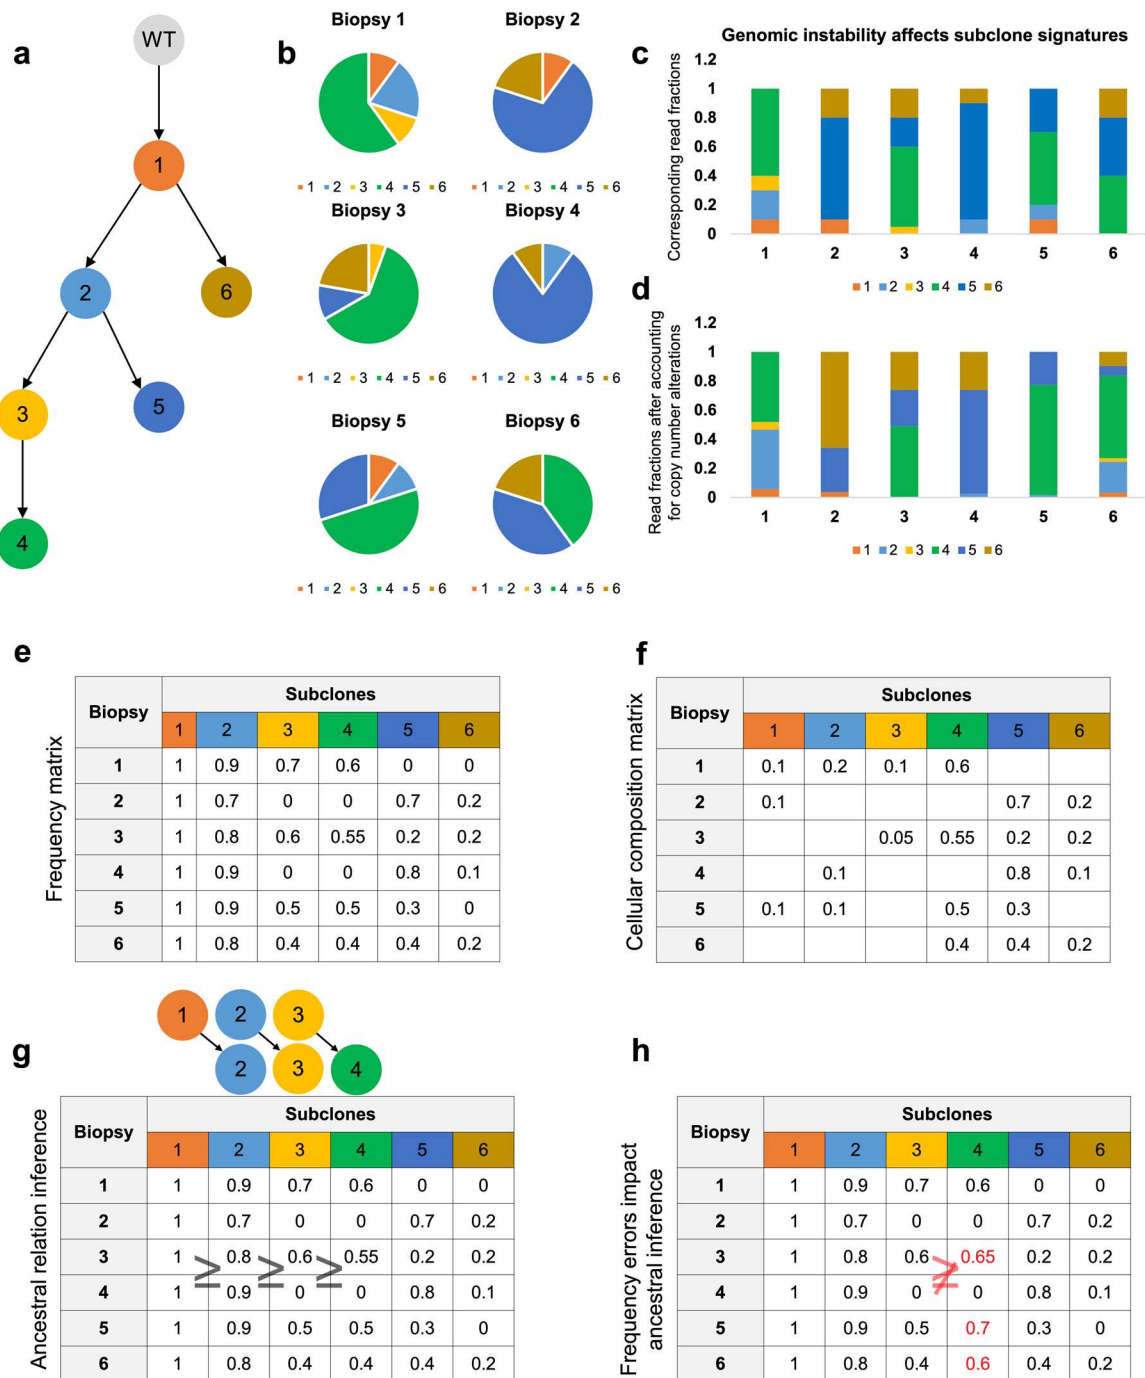 a
WT
1
2
6
3
5
4
b
Biopsy 1
1 2 3 4 5 6
Biopsy 2
1 2 3 4 5 6
Biopsy 3
1 2 3 4 5 6
Biopsy 4
1 2 3 4 5 6
Biopsy 5
1 2 3 4 5 6
Biopsy 6
1 2 3 4 5 6
c
Genomic instability affects subclone signatures
Corresponding read fractions
1.2
1
0.8
0.6
0.4
0.2
0
1 2 3 4 5 6
1 2 3 4 5 6
d
Read fractions after accounting
for copy number alterations
1.2
1
0.8
0.6
0.4
0.2
0
1 2 3 4 5 6
1 2 3 4 5 6
e
Frequency matrix
Biopsy Subclones
1 2 3 4 5 6
1 1 0.9 0.7 0.6 0 0
2 1 0.7 0 0 0.7 0.2
3 1 0.8 0.6 0.55 0.2 0.2
4 1 0.9 0 0 0.8 0.1
5 1 0.9 0.5 0.5 0.3 0
6 1 0.8 0.4 0.4 0.4 0.2
f
Cellular composition matrix
Biopsy Subclones
1 2 3 4 5 6
1 0.1 0.2 0.1 0.6
2 0.1 0.7 0.2
3 0.05 0.55 0.2 0.2
4 0.1 0.8 0.1
5 0.1 0.1 0.5 0.3
6 0.4 0.4 0.2
g
1 2 3
2 3 4
Ancestral relation inference
Biopsy Subclones
1 2 3 4 5 6
1 1 0.9 0.7 0.6 0 0
2 1 0.7 0 0 0.7 0.2
3 1 0.8 0.6 0.55 0.2 0.2
≥ ≥ ≥
4 1 0.9 0 0 0.8 0.1
5 1 0.9 0.5 0.5 0.3 0
6 1 0.8 0.4 0.4 0.4 0.2
h
Frequency errors impact
ancestral inference
Biopsy Subclones
1 2 3 4 5 6
1 1 0.9 0.7 0.6 0 0
2 1 0.7 0 0 0.7 0.2
3 1 0.8 0.6 0.65 0.2 0.2
≱
4 1 0.9 0 0 0.8 0.1
5 1 0.9 0.5 0.7 0.3 0
6 1 0.8 0.4 0.6 0.4 0.2